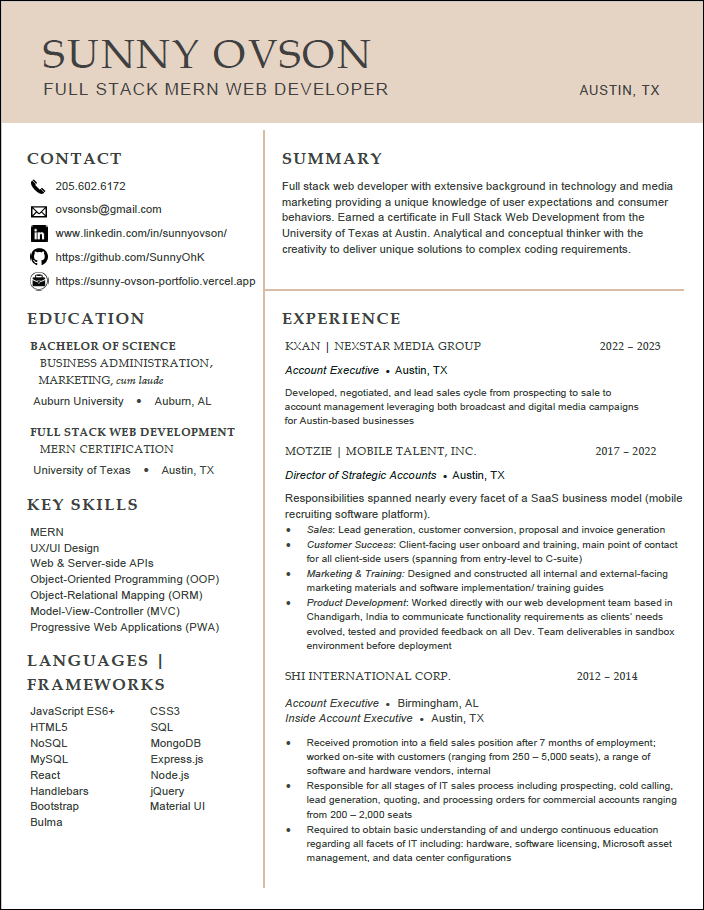 SUNNY OVSON
FULL STACK MERN WEB DEVELOPER
AUSTIN, TX
CONTACT
205.602.6172
ovsonsb@gmail.com
www.linkedin.com/in/sunnyovson/
https://github.com/SunnyOhK
https://sunny-ovson-portfolio.vercel.app
EDUCATION
BACHELOR OF SCIENCE
BUSINESS ADMINISTRATION,
MARKETING, cum laude
Auburn University • Auburn, AL
FULL STACK WEB DEVELOPMENT
MERN CERTIFICATION
University of Texas • Austin, TX
KEY SKILLS
MERN
UX/UI Design
Web & Server-side APIs
Object-Oriented Programming (OOP)
Object-Relational Mapping (ORM)
Model-View-Controller (MVC)
Progressive Web Applications (PWA)
LANGUAGES |
FRAMEWORKS
JavaScript ES6+ CSS3
HTML5 SQL
NoSQL MongoDB
MySQL Express.js
React Node.js
Handlebars jQuery
Bootstrap Material UI
Bulma
SUMMARY
Full stack web developer with extensive background in technology and media
marketing providing a unique knowledge of user expectations and consumer
behaviors. Earned a certificate in Full Stack Web Development from the
University of Texas at Austin. Analytical and conceptual thinker with the
creativity to deliver unique solutions to complex coding requirements.
EXPERIENCE
KXAN | NEXSTAR MEDIA GROUP 2022 – 2023
Account Executive • Austin, TX
Developed, negotiated, and lead sales cycle from prospecting to sale to
account management leveraging both broadcast and digital media campaigns
for Austin-based businesses
MOTZIE | MOBILE TALENT, INC. 2017 – 2022
Director of Strategic Accounts • Austin, TX
Responsibilities spanned nearly every facet of a SaaS business model (mobile
recruiting software platform).
• Sales: Lead generation, customer conversion, proposal and invoice generation
• Customer Success: Client-facing user onboard and training, main point of contact
for all client-side users (spanning from entry-level to C-suite)
• Marketing & Training: Designed and constructed all internal and external-facing
marketing materials and software implementation/ training guides
• Product Development: Worked directly with our web development team based in
Chandigarh, India to communicate functionality requirements as clients' needs
evolved, tested and provided feedback on all Dev. Team deliverables in sandbox
environment before deployment
SHI INTERNATIONAL CORP. 2012 – 2014
Account Executive • Birmingham, AL
Inside Account Executive • Austin, TX
• Received promotion into a field sales position after 7 months of employment;
worked on-site with customers (ranging from 250 – 5,000 seats), a range of
software and hardware vendors, internal
• Responsible for all stages of IT sales process including prospecting, cold calling,
lead generation, quoting, and processing orders for commercial accounts ranging
from 200 – 2,000 seats
• Required to obtain basic understanding of and undergo continuous education
regarding all facets of IT including: hardware, software licensing, Microsoft asset
management, and data center configurations